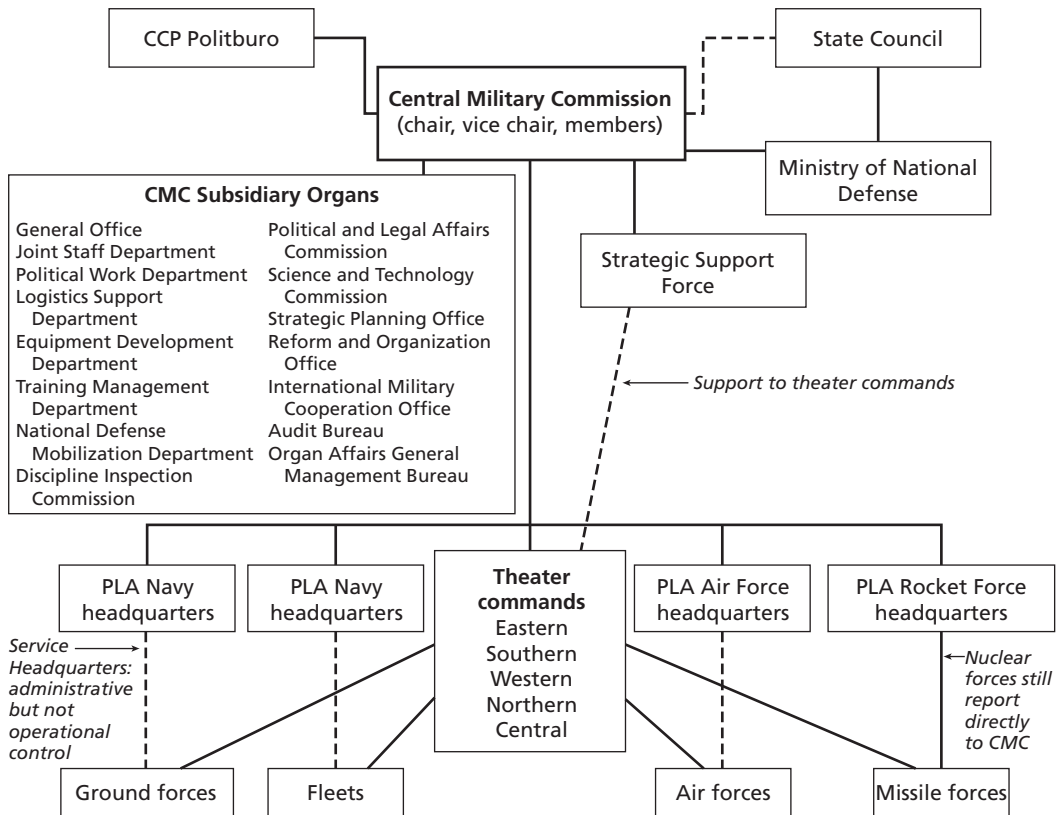 CCP Politburo
State Council
Central Military Commission
(chair, vice chair, members)
Ministry of National
Defense
CMC Subsidiary Organs
General Office
Joint Staff Department
Political Work Department
Logistics Support
Department
Equipment Development
Department
Training Management
Department
National Defense
Mobilization Department
Discipline Inspection
Commission
Political and Legal Affairs
Commission
Science and Technology
Commission
Strategic Planning Office
Reform and Organization
Office
International Military
Cooperation Office
Audit Bureau
Organ Affairs General
Management Bureau
Strategic Support
Force
Support to theater commands
PLA Navy
headquarters
PLA Navy
headquarters
Theater
commands
Eastern
Southern
Western
Northern
Central
PLA Air Force
headquarters
PLA Rocket Force
headquarters
Service
Headquarters:
administrative
but not
operational
control
Nuclear
forces still
report
directly
to CMC
Ground forces
Fleets
Air forces
Missile forces